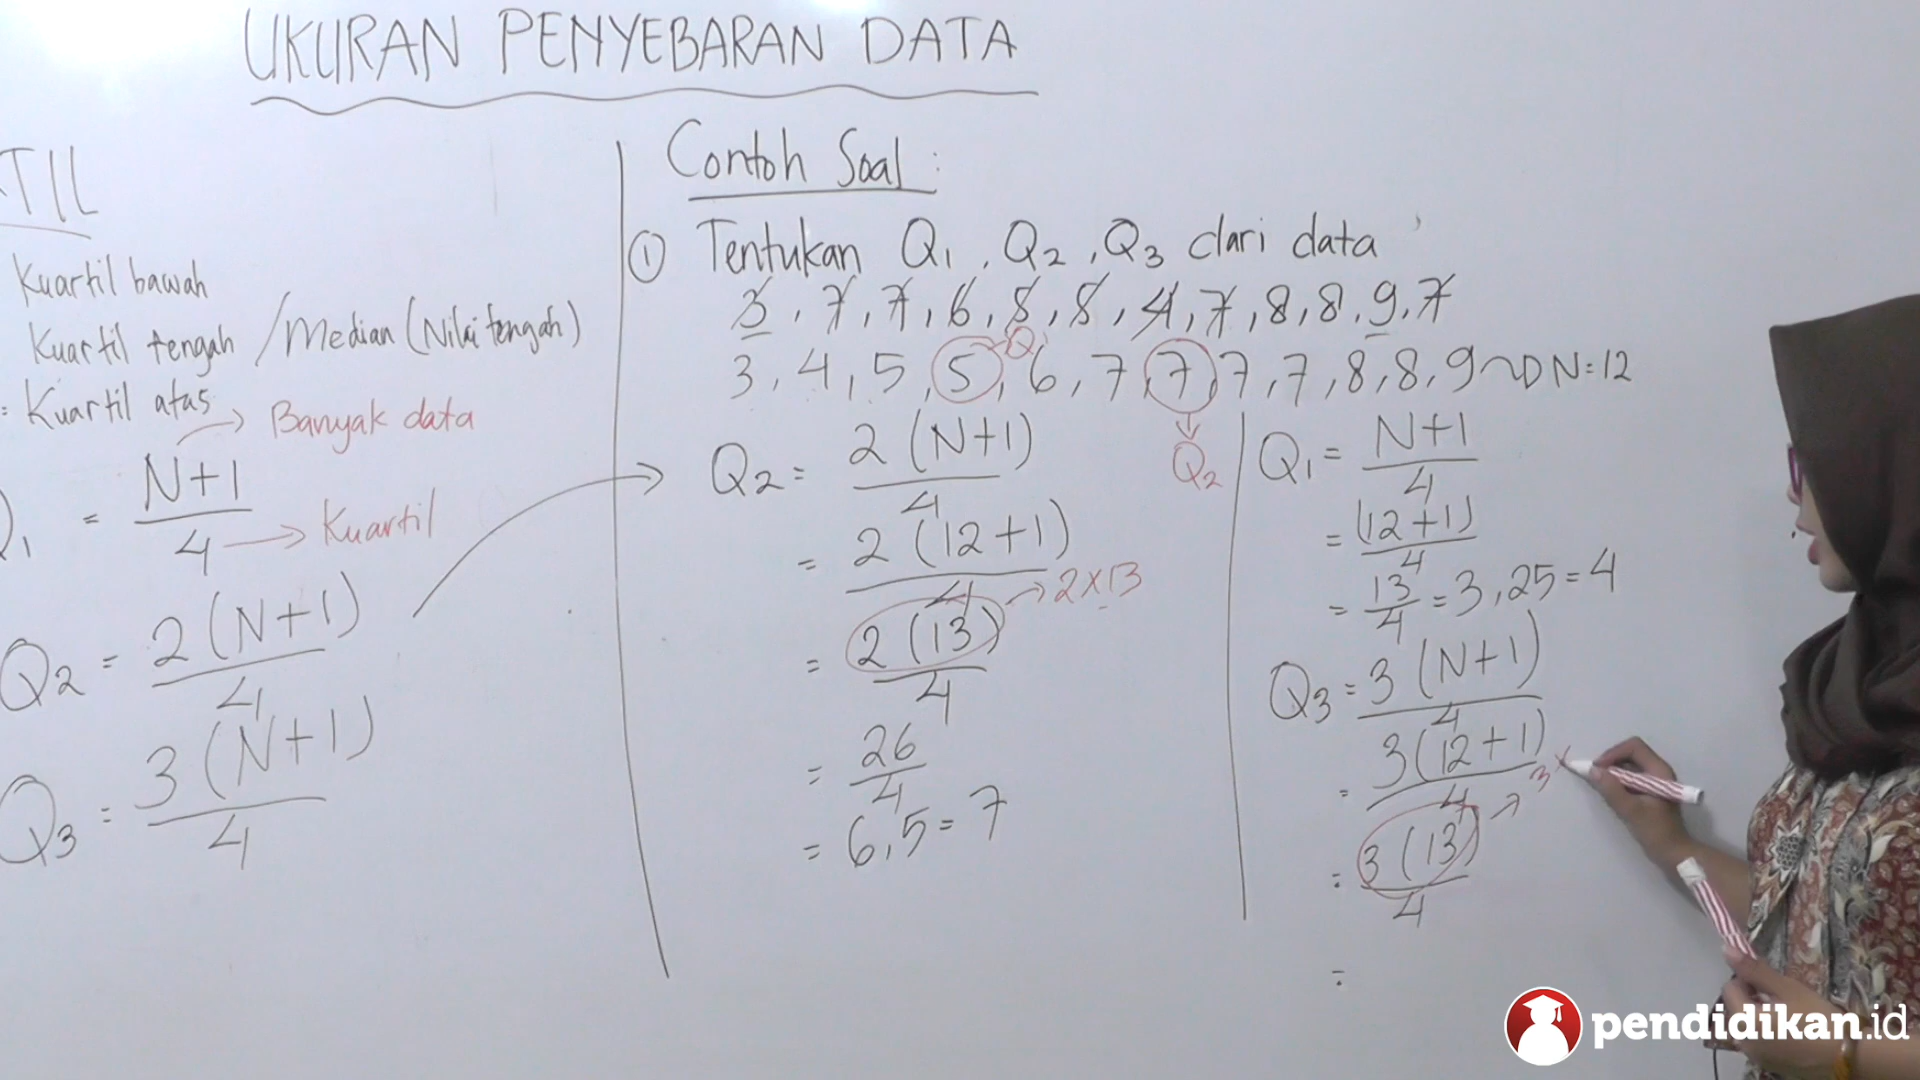 UKURAN PENYEBARAN DATA
TIL
Kuartil bawah
Kuartil tengah / Median (Nilai tengah)
= Kuartil atas
Banyak data
Q1 = N+1
4 → Kuartil
Q2 = 2 (N+1)
4
Q3 = 3 (N+1)
4
Contoh Soal :
① Tentukan Q1, Q2, Q3 dari data
3, 7, 7, 6, 5, 5, 4, 7, 8, 8, 9, 7
3, 4, 5, 5, 6, 7, 7, 7, 7, 8, 8, 9 N=12
Q
Q2
Q2 = 2 (N+1)
4
= 2 (12+1)
4
= 2 (13) → 2x13
4
= 26
4
= 6,5 = 7
Q1 = N+1
4
= (12+1)
4
= 13 = 3,25 = 4
4
Q3 = 3 (N+1)
4
= 3(12+1)
4
= 3 (13) → 3 x
4
=
pendidikan.id